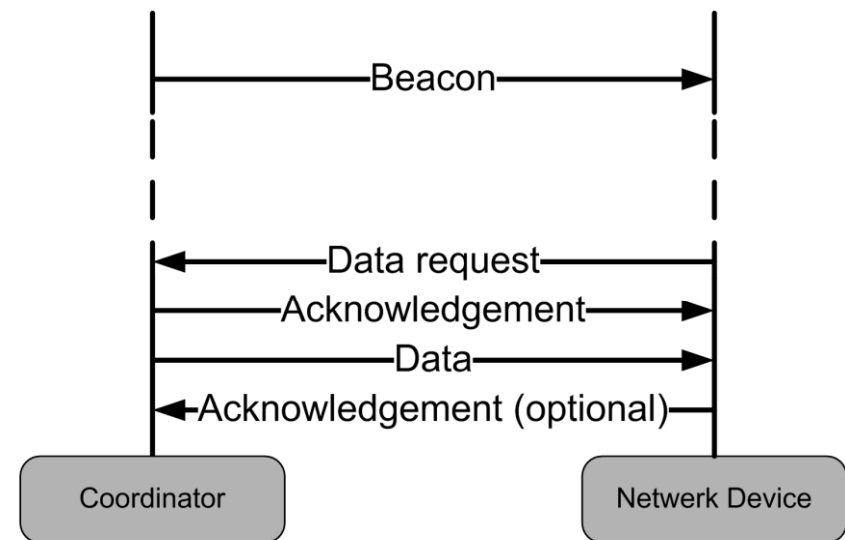 Beacon
Data request
Acknowledgement
Data
Acknowledgement (optional)
Coordinator
Netwerk Device